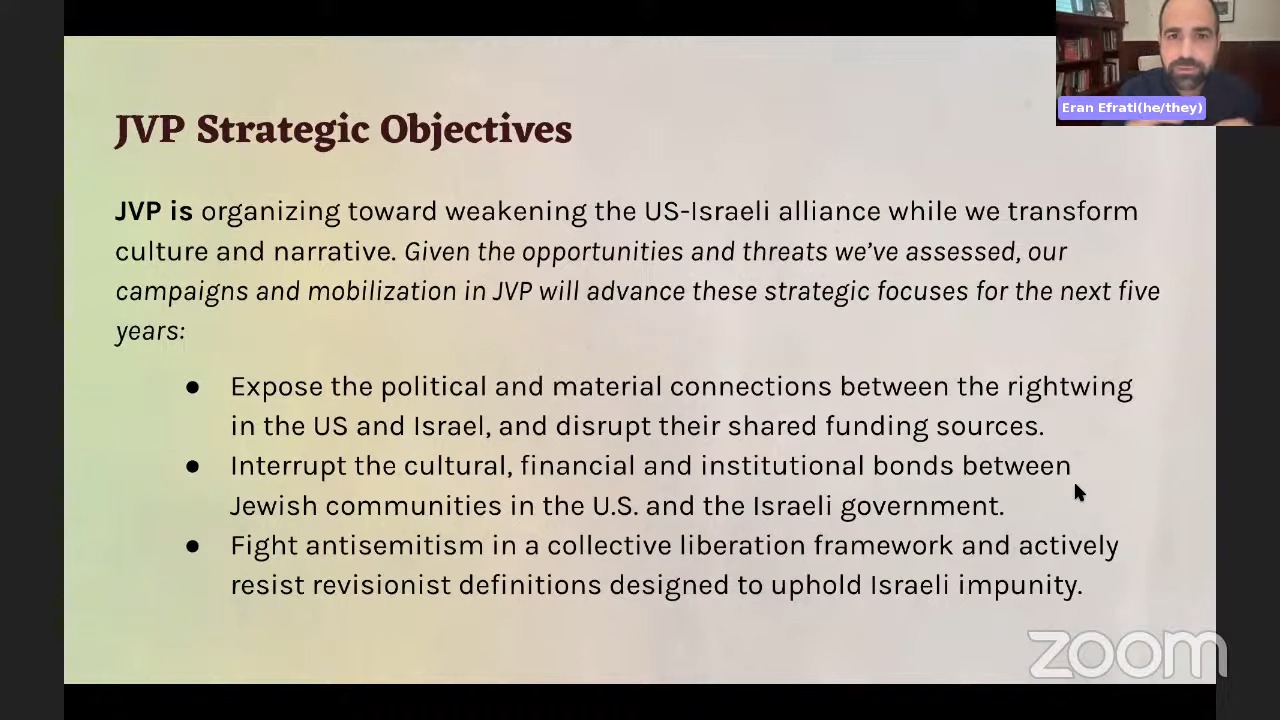 JVP Strategic Objectives
JVP is organizing toward weakening the US-Israeli alliance while we transform
culture and narrative. Given the opportunities and threats we’ve assessed, our
campaigns and mobilization in JVP will advance these strategic focuses for the next five
years:
● Expose the political and material connections between the rightwing
in the US and Israel, and disrupt their shared funding sources.
● Interrupt the cultural, financial and institutional bonds between
Jewish communities in the U.S. and the Israeli government.
● Fight antisemitism in a collective liberation framework and actively
resist revisionist definitions designed to uphold Israeli impunity.
Eran Efrati(he/they)
zoom